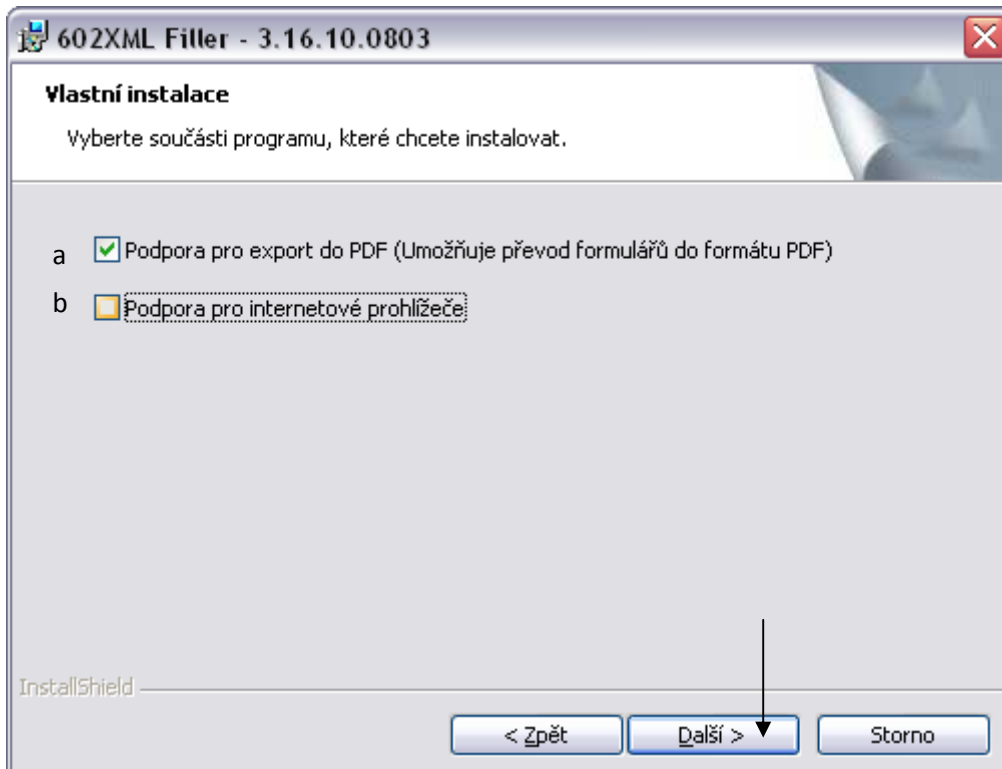 602XML Filler - 3.16.10.0803
Vlastní instalace
Vyberte součásti programu, které chcete instalovat.
a Podpora pro export do PDF (Umožňuje převod formulářů do formátu PDF)
b Podpora pro internetové prohlížeče
InstallShield
< Zpět Další > Storno